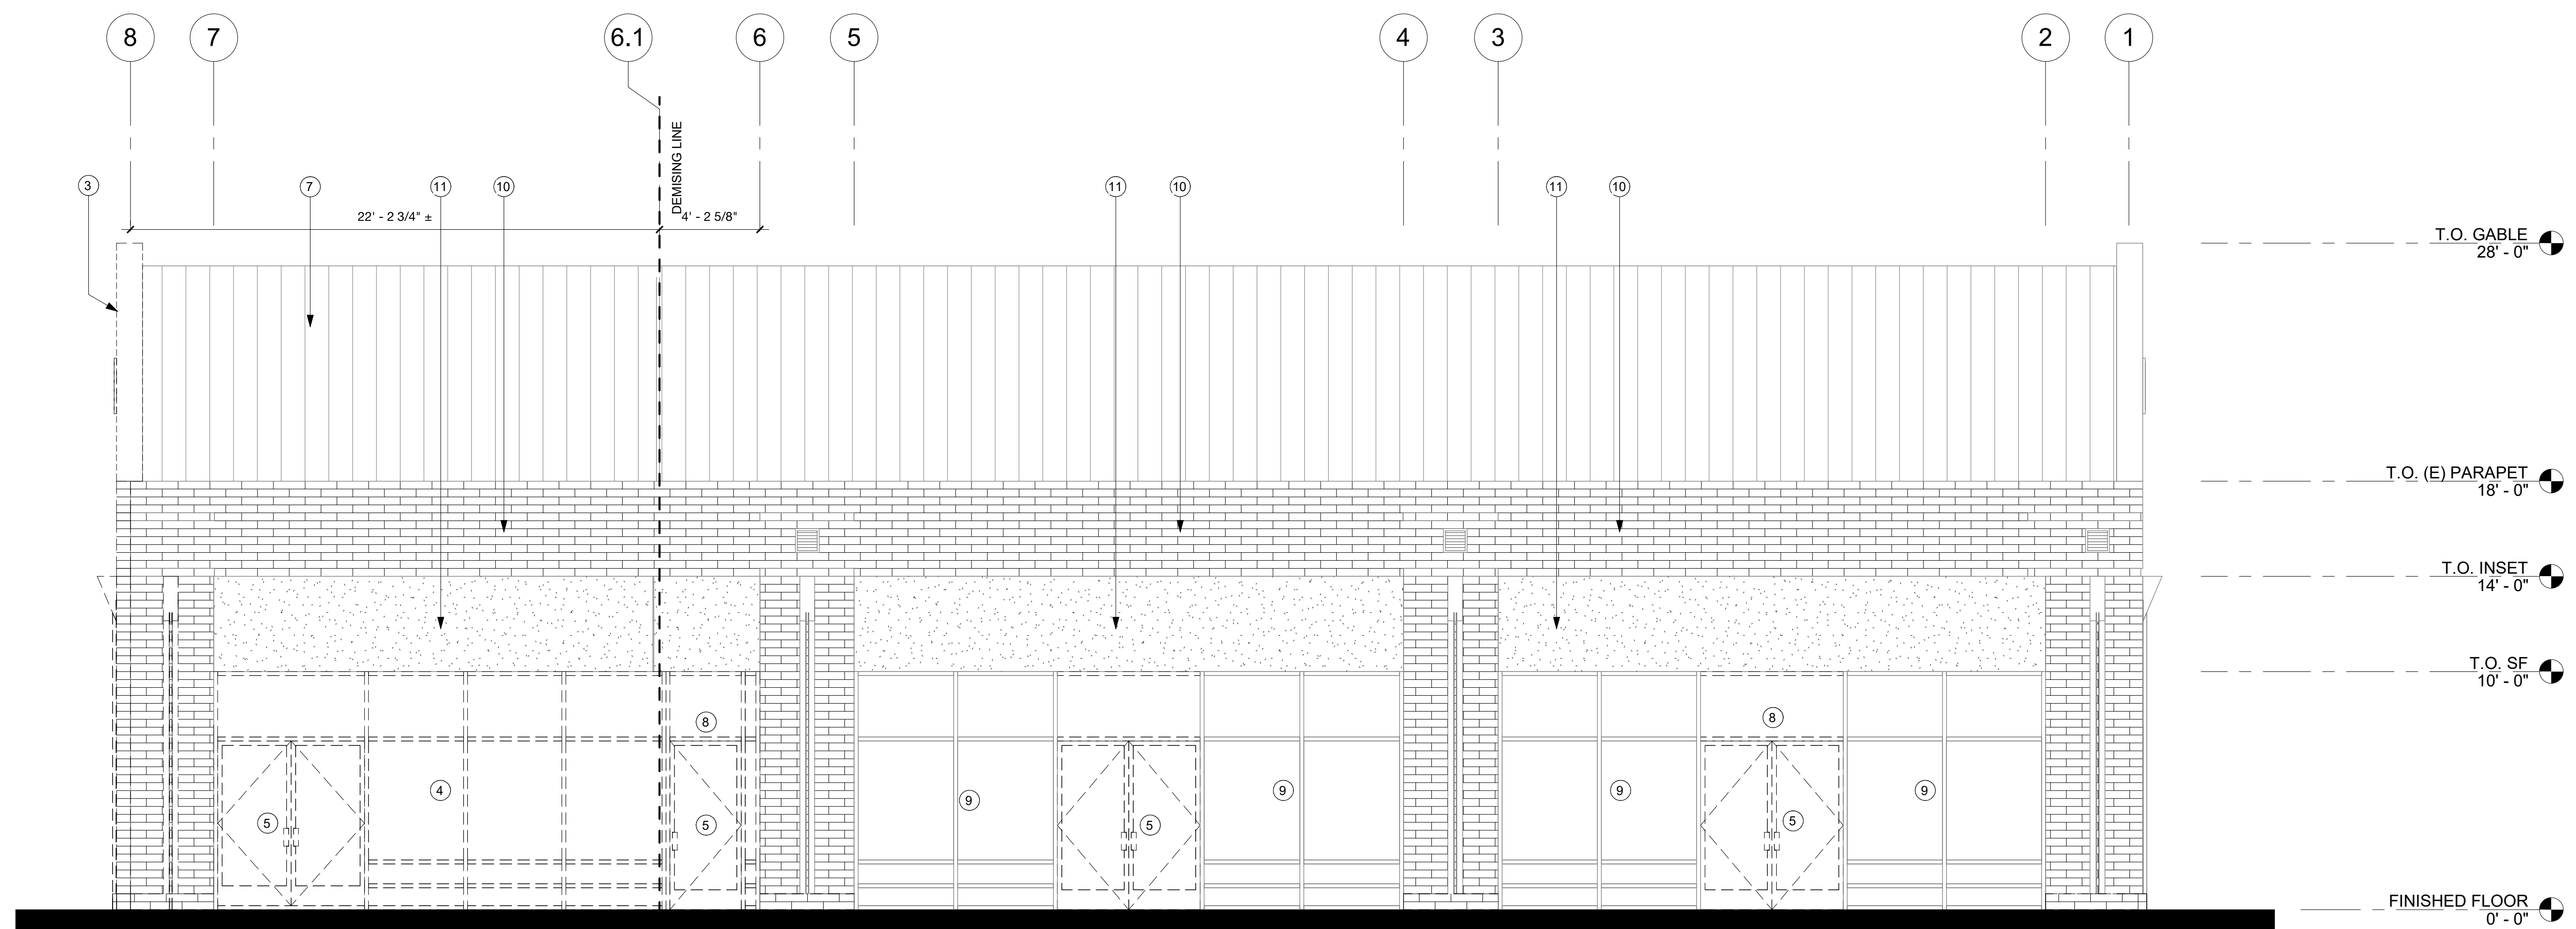 8 7 6.1 6 5 4 3 2 1
DEMISING LINE
3 7 11 10 11 10 11 10
22' - 2 3/4" ± 4' - 2 5/8"
T.O. GABLE
28' - 0"
T.O. (E) PARAPET
18' - 0"
T.O. INSET
14' - 0"
T.O. SF
10' - 0"
8 8
4 9 9 9 9
5 5 5 5
FINISHED FLOOR
0' - 0"